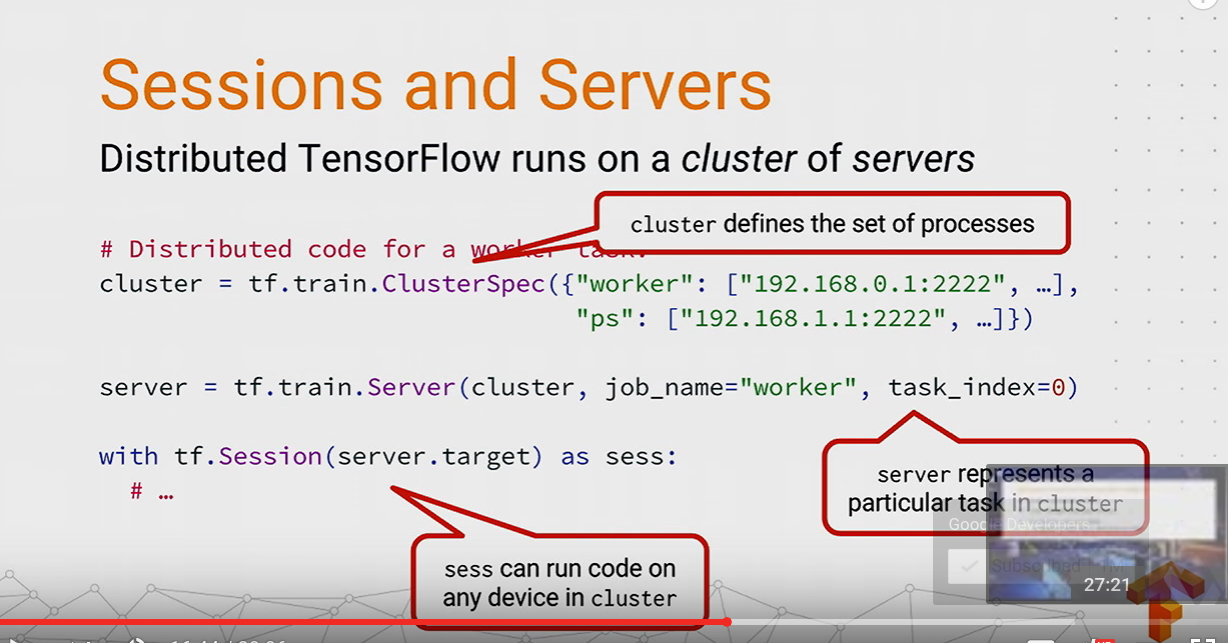 Sessions and Servers
Distributed TensorFlow runs on a cluster of servers
cluster defines the set of processes
# Distributed code for a worker task.
cluster = tf.train.ClusterSpec({"worker": ["192.168.0.1:2222", …],
"ps": ["192.168.1.1:2222", …]})
server = tf.train.Server(cluster, job_name="worker", task_index=0)
with tf.Session(server.target) as sess:
# …
server represents a
particular task in cluster
sess can run code on
any device in cluster
Google Developers
Subscribed
27:21